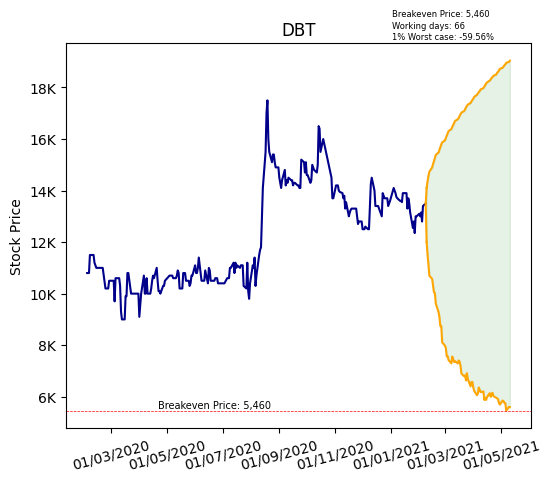 Breakeven Price: 5,460
Working days: 66
1% Worst case: -59.56%
DBT
Stock Price
18K
16K
14K
12K
10K
8K
6K
Breakeven Price: 5,460
01/03/2020
01/05/2020
01/07/2020
01/09/2020
01/11/2020
01/01/2021
01/03/2021
01/05/2021